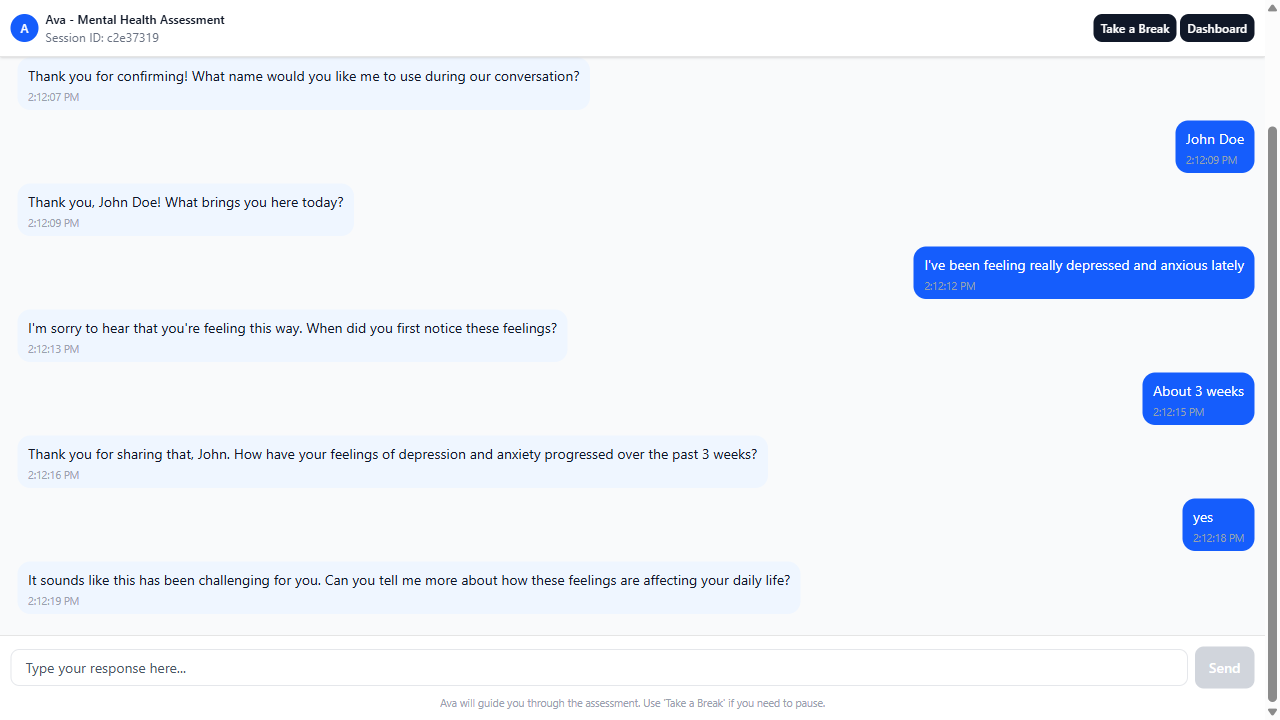 A
Ava - Mental Health Assessment
Session ID: c2e37319
Take a Break
Dashboard
Thank you for confirming! What name would you like me to use during our conversation?
2:12:07 PM
John Doe
2:12:09 PM
Thank you, John Doe! What brings you here today?
2:12:09 PM
I've been feeling really depressed and anxious lately
2:12:12 PM
I'm sorry to hear that you're feeling this way. When did you first notice these feelings?
2:12:13 PM
About 3 weeks
2:12:15 PM
Thank you for sharing that, John. How have your feelings of depression and anxiety progressed over the past 3 weeks?
2:12:16 PM
yes
2:12:18 PM
It sounds like this has been challenging for you. Can you tell me more about how these feelings are affecting your daily life?
2:12:19 PM
Type your response here...
Send
Ava will guide you through the assessment. Use 'Take a Break' if you need to pause.